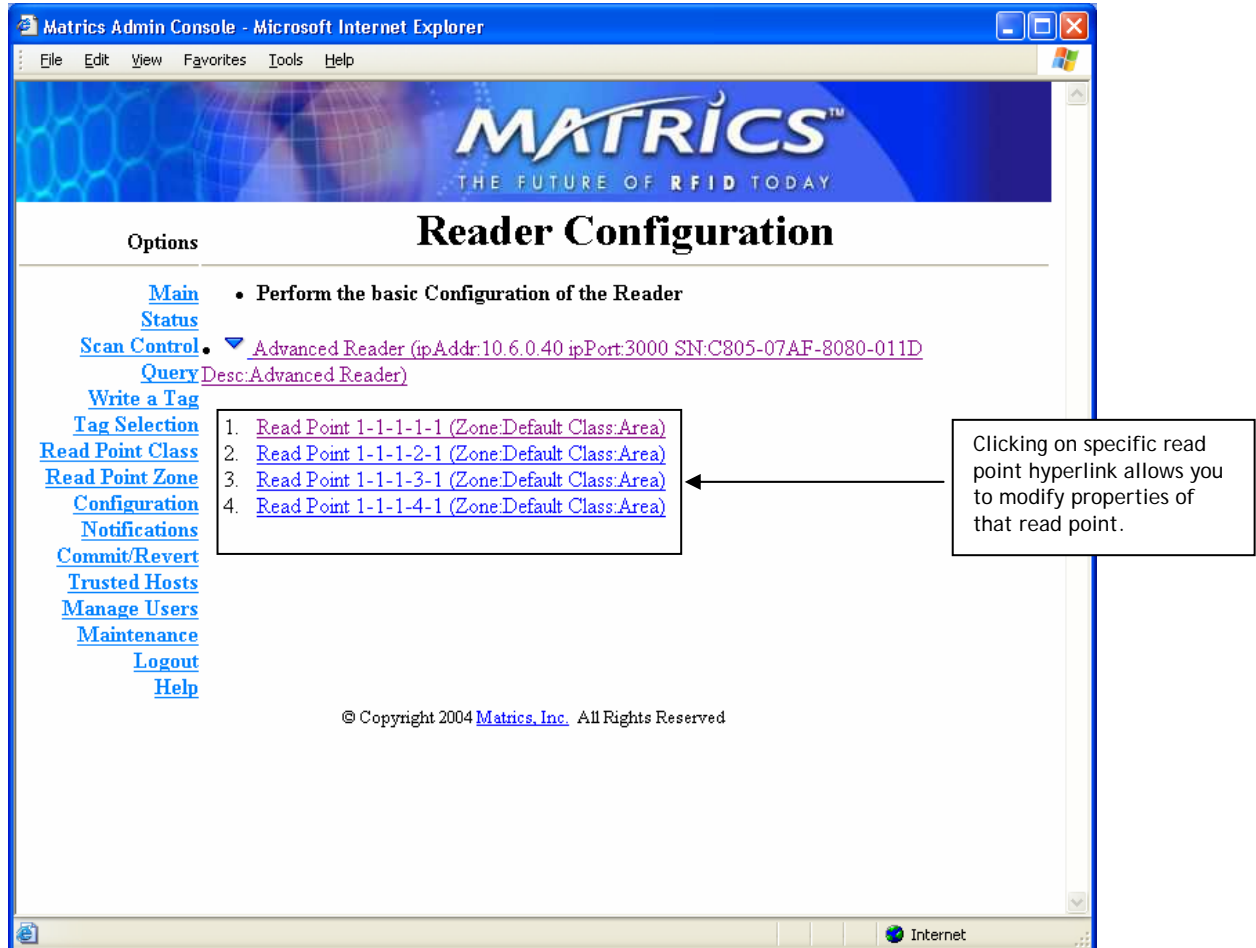 Matrics Admin Console - Microsoft Internet Explorer
File Edit View Favorites Tools Help
MATRICS™
THE FUTURE OF RFID TODAY
Options
Reader Configuration
Main
Status
Scan Control
Query
Write a Tag
Tag Selection
Read Point Class
Read Point Zone
Configuration
Notifications
Commit/Revert
Trusted Hosts
Manage Users
Maintenance
Logout
Help
• Perform the basic Configuration of the Reader
• Advanced Reader (ipAddr:10.6.0.40 ipPort:3000 SN:C805-07AF-8080-011D
Desc:Advanced Reader)
1. Read Point 1-1-1-1-1 (Zone:Default Class:Area)
2. Read Point 1-1-1-2-1 (Zone:Default Class:Area)
3. Read Point 1-1-1-3-1 (Zone:Default Class:Area)
4. Read Point 1-1-1-4-1 (Zone:Default Class:Area)
Clicking on specific read
point hyperlink allows you
to modify properties of
that read point.
© Copyright 2004 Matrics, Inc. All Rights Reserved
Internet